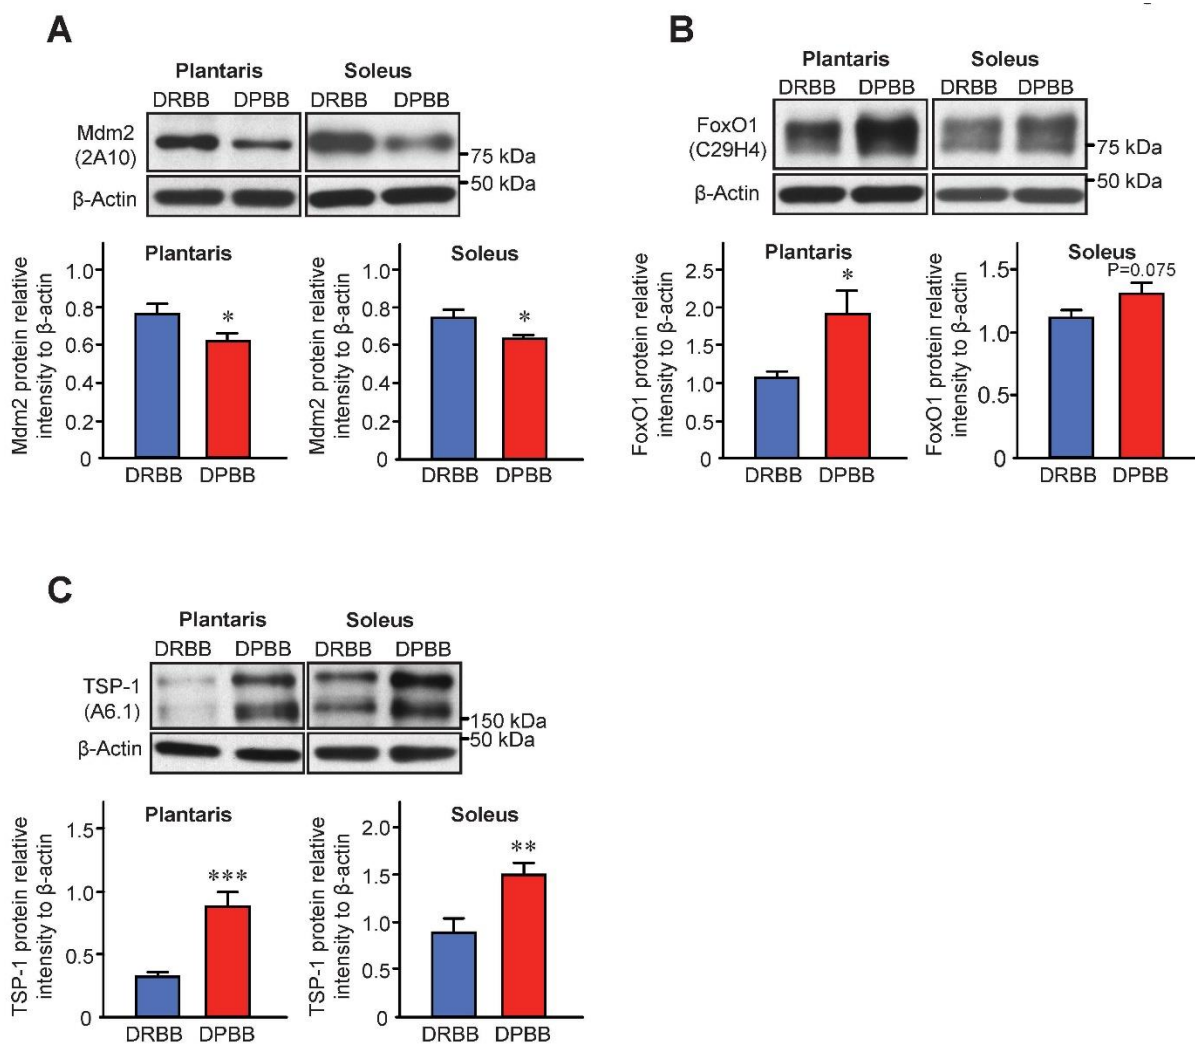 A
Plantaris Soleus
DRBB DPBB DRBB DPBB
Mdm2
(2A10)
75 kDa
50 kDa
β-Actin
Mdm2 protein relative
intensity to β-actin
Plantaris
1.0
0.8
0.6
0.4
0.2
0
*
DRBB DPBB
Mdm2 protein relative
intensity to β-actin
Soleus
1.0
0.8
0.6
0.4
0.2
0
*
DRBB DPBB
B
Plantaris Soleus
DRBB DPBB DRBB DPBB
FoxO1
(C29H4)
75 kDa
50 kDa
β-Actin
FoxO1 protein relative
intensity to β-actin
Plantaris
2.5
2.0
1.5
1.0
0.5
0
*
DRBB DPBB
FoxO1 protein relative
intensity to β-actin
Soleus
P=0.075
1.5
1.0
0.5
0
DRBB DPBB
C
Plantaris Soleus
DRBB DPBB DRBB DPBB
TSP-1
(A6.1)
150 kDa
50 kDa
β-Actin
TSP-1 protein relative
intensity to β-actin
Plantaris
1.5
1.0
0.5
0
***
DRBB DPBB
TSP-1 protein relative
intensity to β-actin
Soleus
2.0
1.5
1.0
0.5
0
**
DRBB DPBB